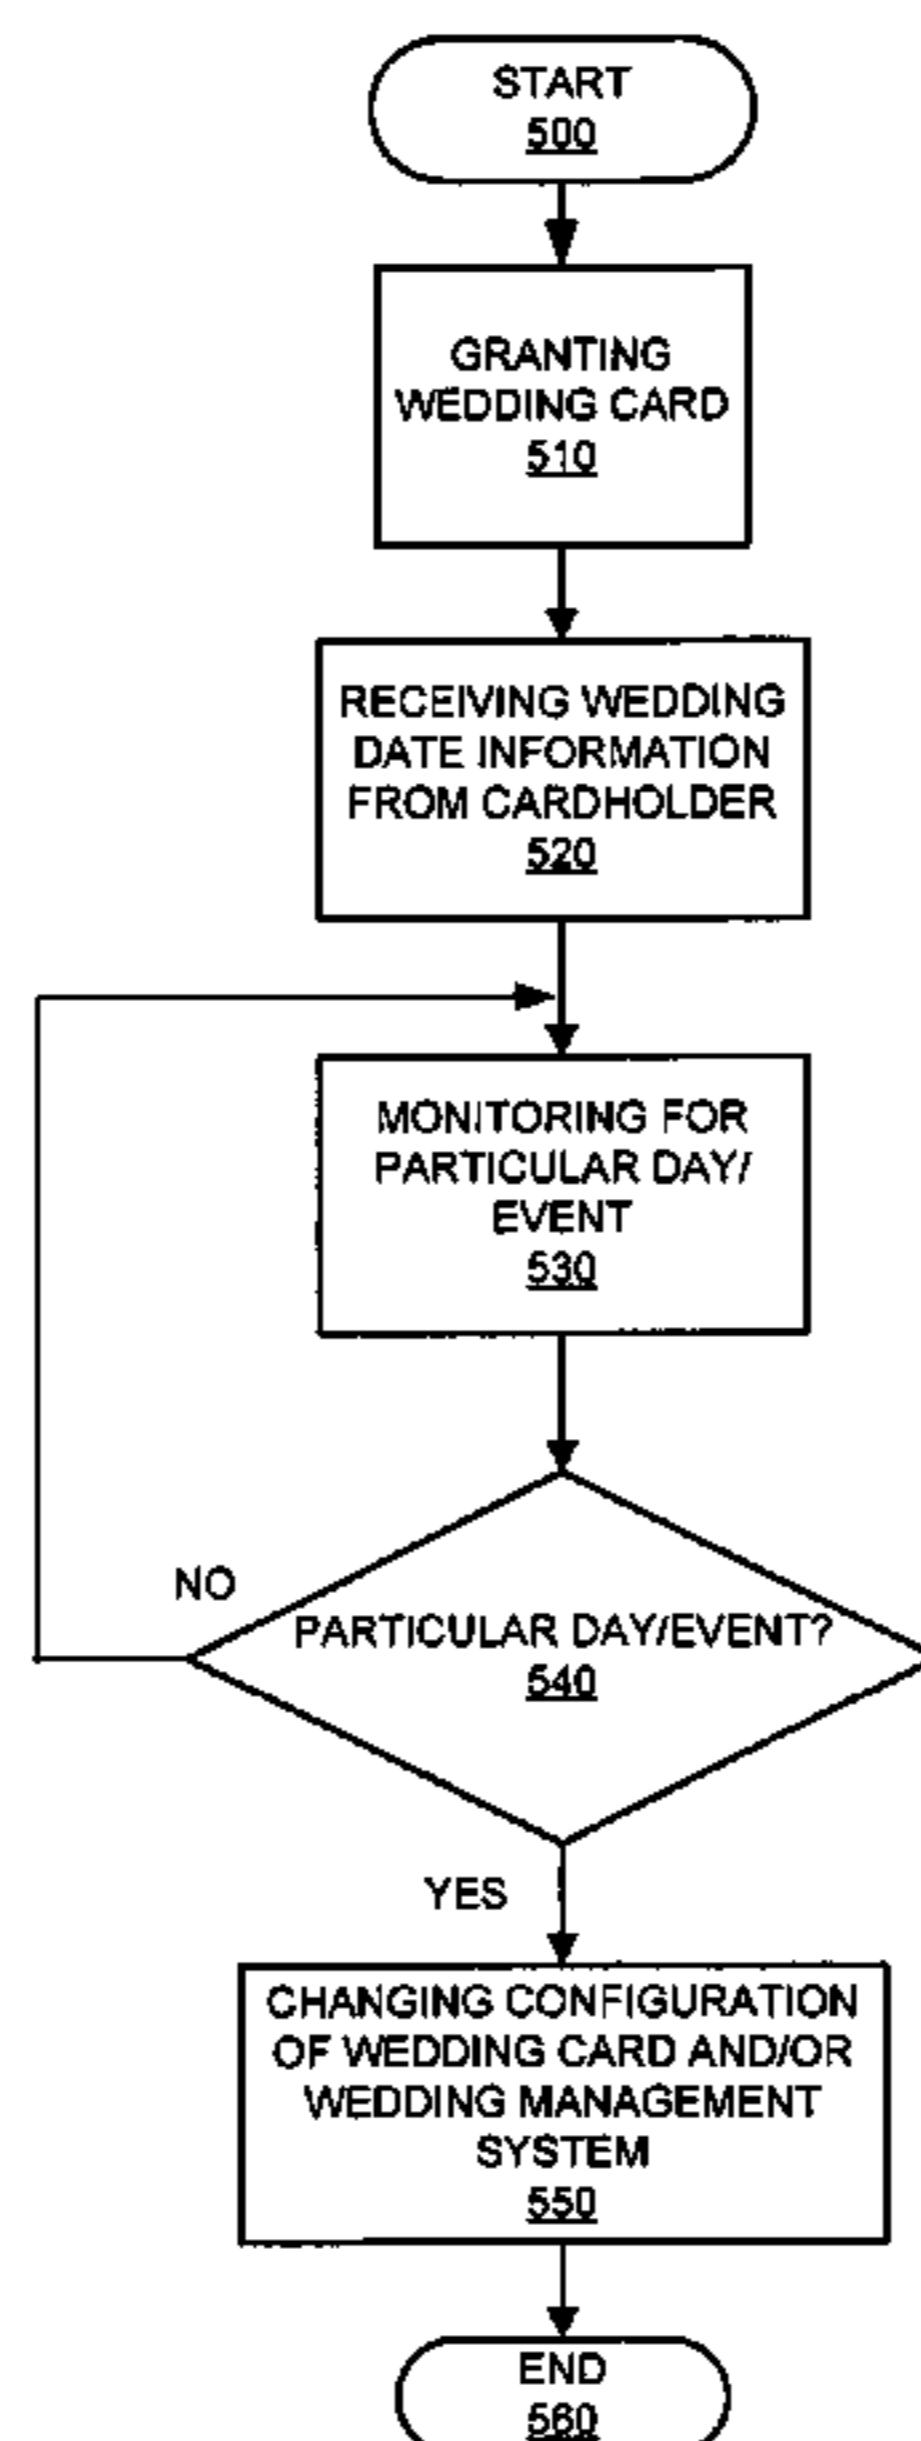 START
500
GRANTING
WEDDING CARD
510
RECEIVING WEDDING
DATE INFORMATION
FROM CARDHOLDER
520
MONITORING FOR
PARTICULAR DAY/
EVENT
530
NO
PARTICULAR DAY/EVENT?
540
YES
CHANGING CONFIGURATION
OF WEDDING CARD AND/OR
WEDDING MANAGEMENT
SYSTEM
550
END
560